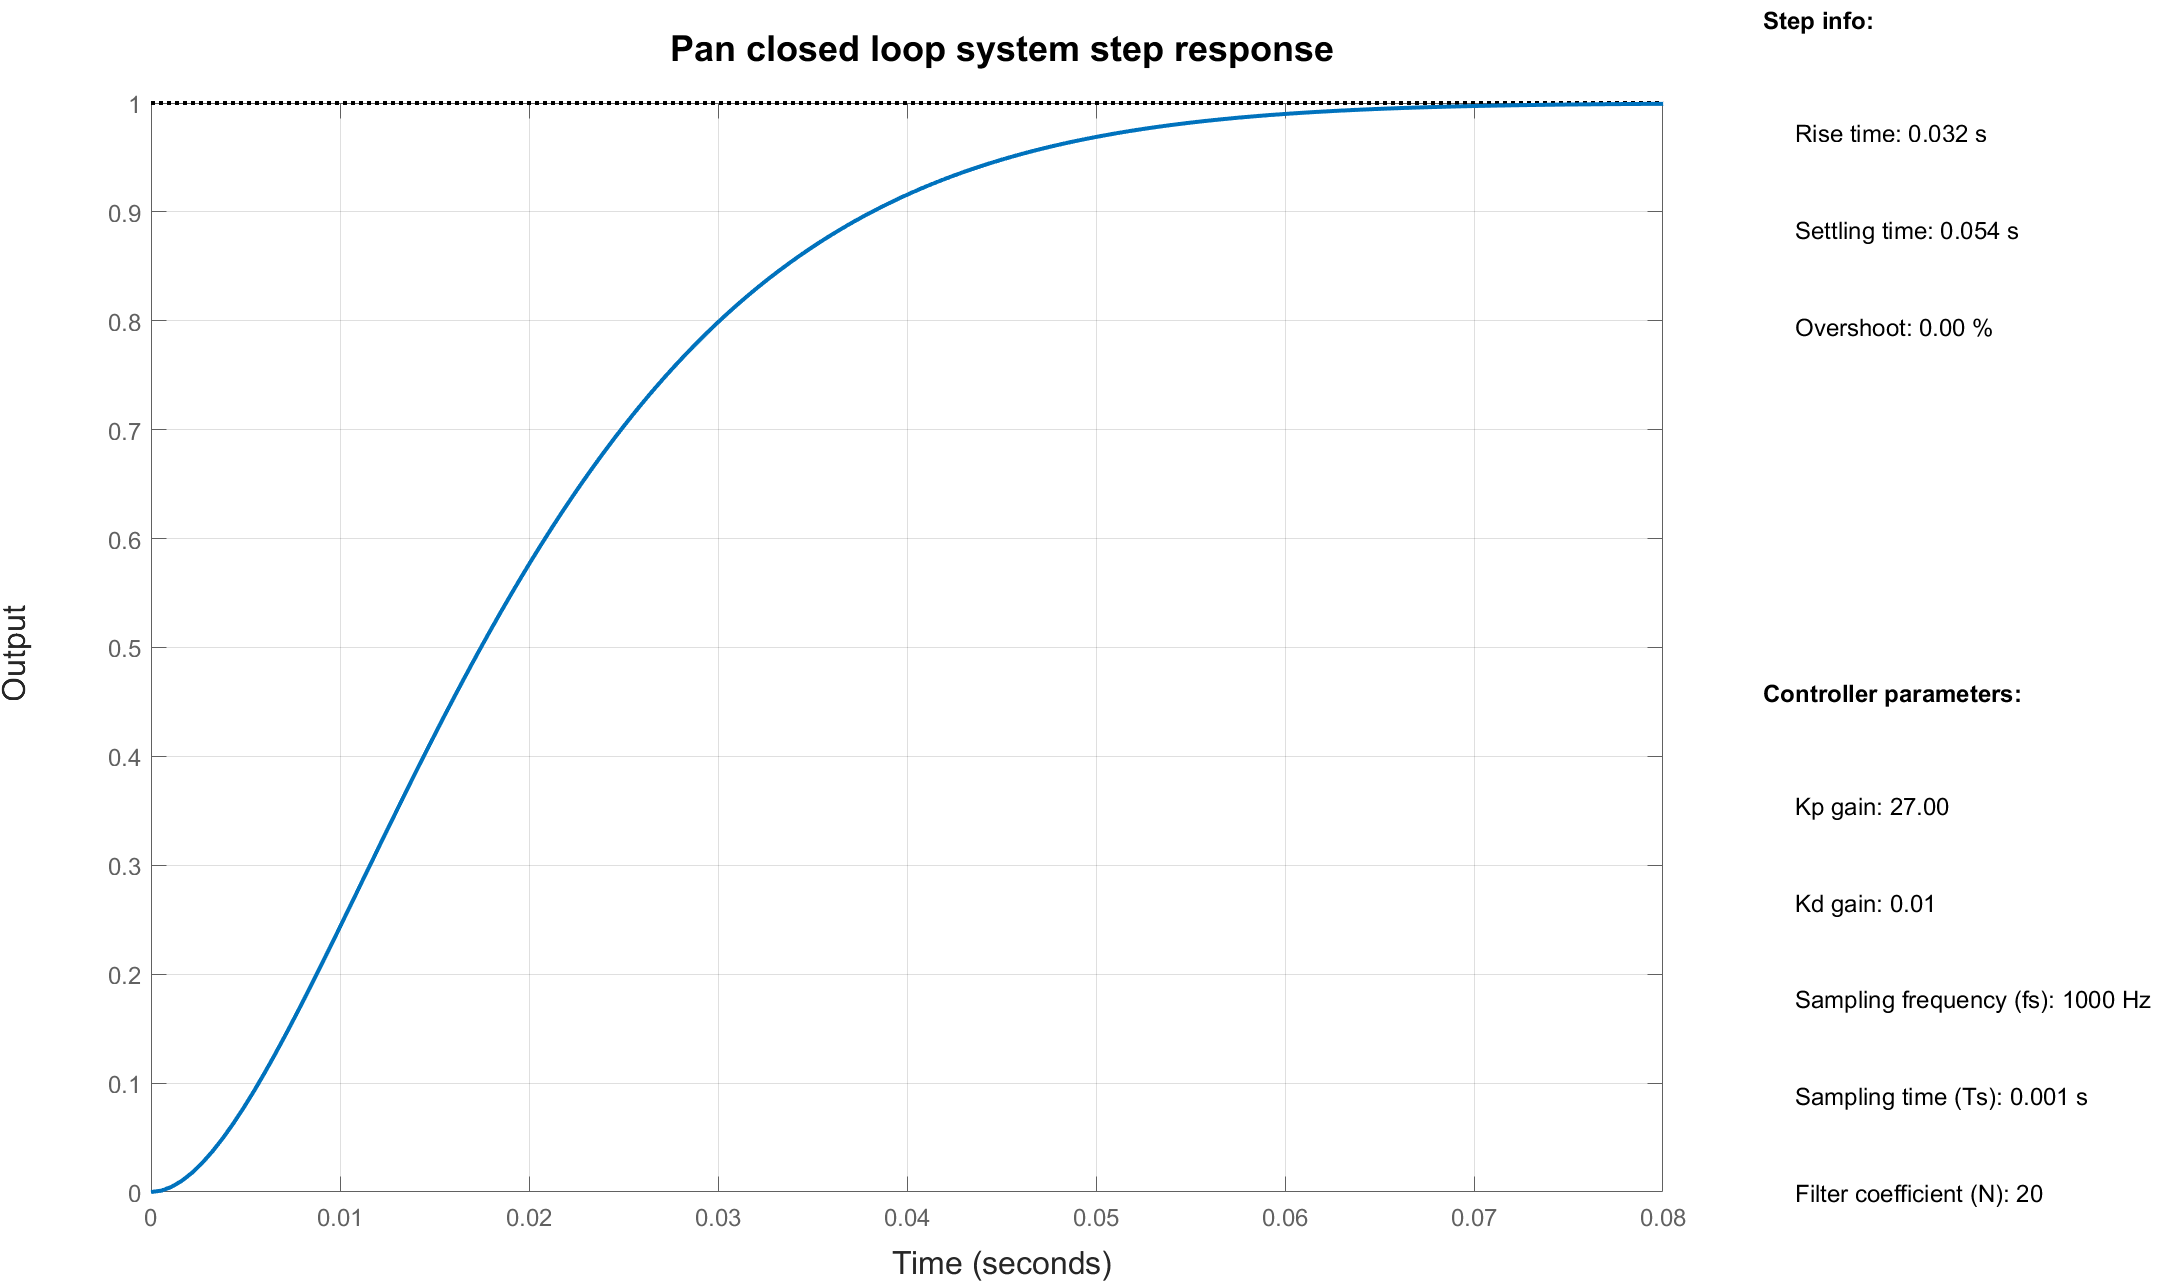 Pan closed loop system step response
Output
1
0.9
0.8
0.7
0.6
0.5
0.4
0.3
0.2
0.1
0
0 0.01 0.02 0.03 0.04 0.05 0.06 0.07 0.08
Time (seconds)
Step info:
Rise time: 0.032 s
Settling time: 0.054 s
Overshoot: 0.00 %
Controller parameters:
Kp gain: 27.00
Kd gain: 0.01
Sampling frequency (fs): 1000 Hz
Sampling time (Ts): 0.001 s
Filter coefficient (N): 20